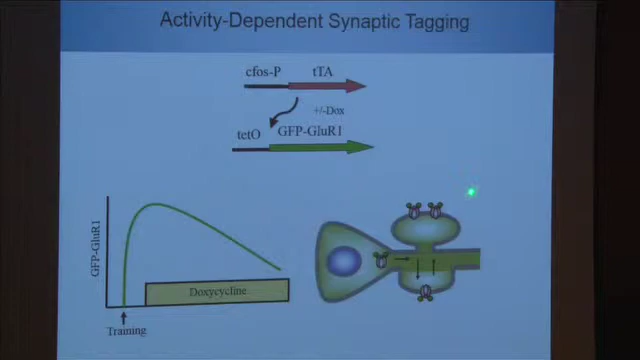 Activity-Dependent Synaptic Tagging
cfos-P tTA
+/-Dox
tetO GFP-GluR1
GFP-GluR1
Doxycycline
Training